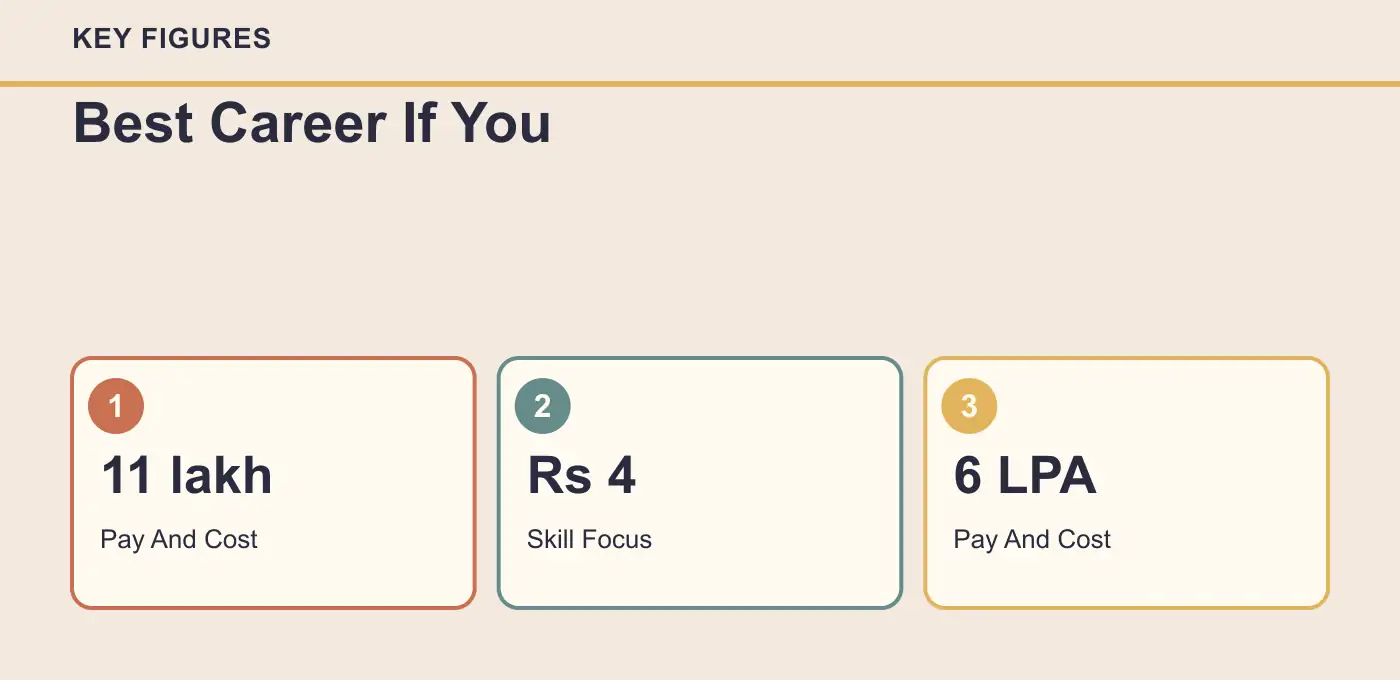 KEY FIGURES
Best Career If You
1
11 lakh
Pay And Cost
2
Rs 4
Skill Focus
3
6 LPA
Pay And Cost